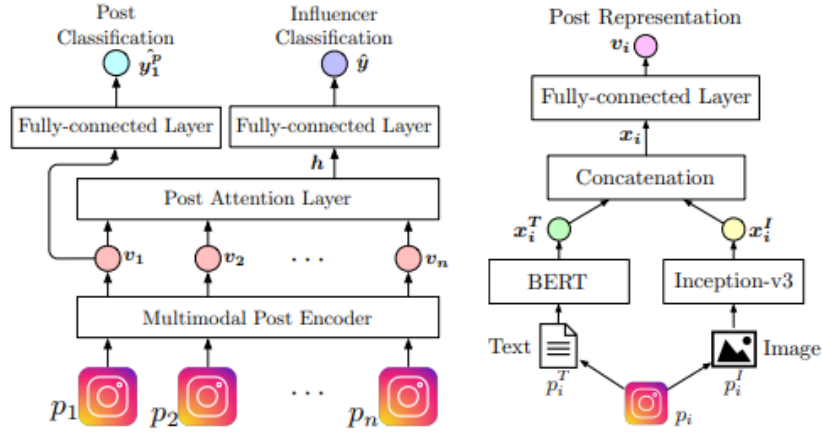 Post
Classification
ŷ₁ᵖ
Influencer
Classification
ŷ
Fully-connected Layer
Fully-connected Layer
h
Post Attention Layer
v₁
v₂
. . .
vₙ
Multimodal Post Encoder
p₁
p₂
. . .
pₙ
Post Representation
vᵢ
Fully-connected Layer
xᵢ
Concatenation
xᵢᵀ
xᵢᴵ
BERT
Inception-v3
Text
Image
pᵢᵀ
pᵢᴵ
pᵢ